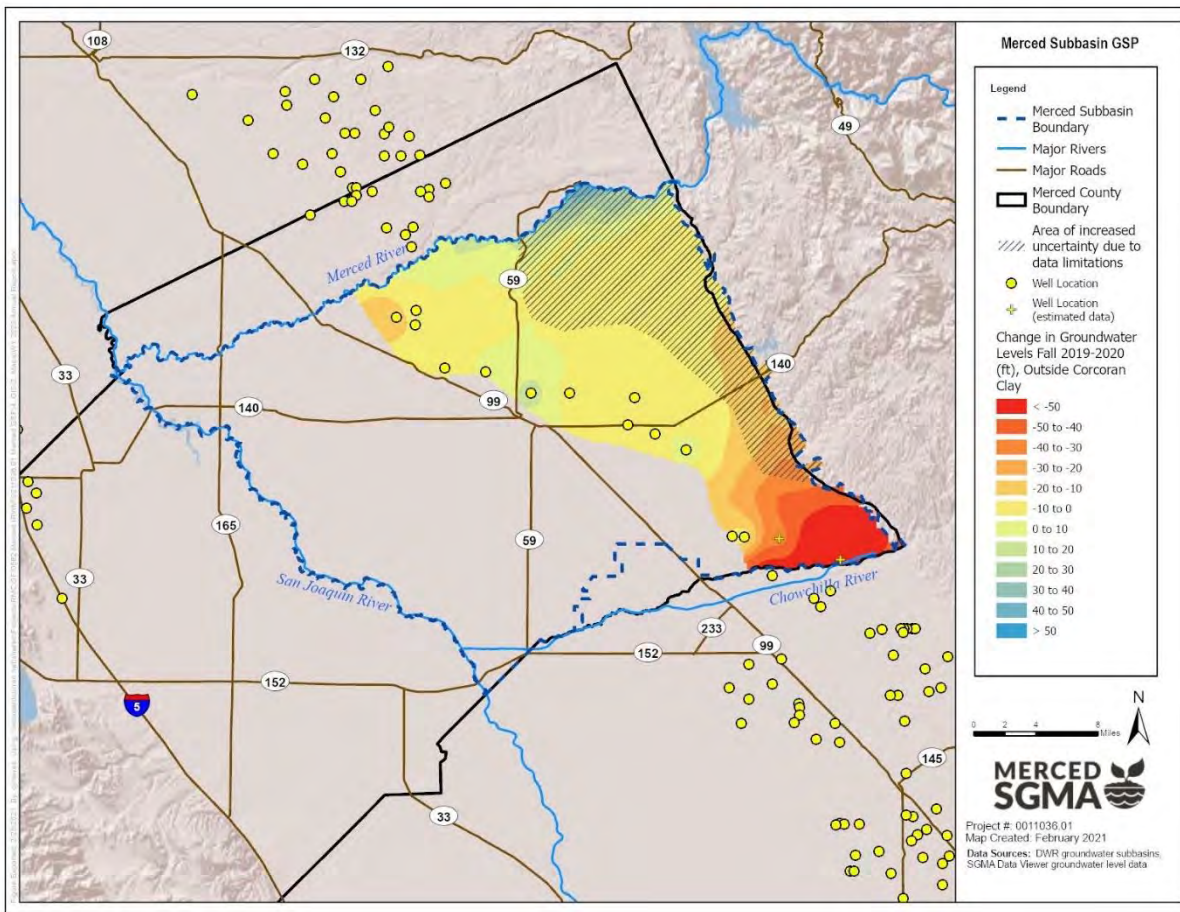 Merced Subbasin GSP
Legend
Merced Subbasin
Boundary
Major Rivers
Major Roads
Merced County
Boundary
Area of increased
uncertainty due to
data limitations
Well Location
Well Location
(estimated data)
Change in Groundwater
Levels Fall 2019-2020
(ft), Outside Corcoran
Clay
< -50
-50 to -40
-40 to -30
-30 to -20
-20 to -10
-10 to 0
0 to 10
10 to 20
20 to 30
30 to 40
40 to 50
> 50
N
0 2 4 8
Miles
MERCED
SGMA
Project #: 0011036.01
Map Created: February 2021
Data Sources: DWR groundwater subbasins,
SGMA Data Viewer groundwater level data
108
132
49
Merced River
59
33
140
140
99
165
59
33
San Joaquin River
Chowchilla River
233
152
99
152
5
145
33